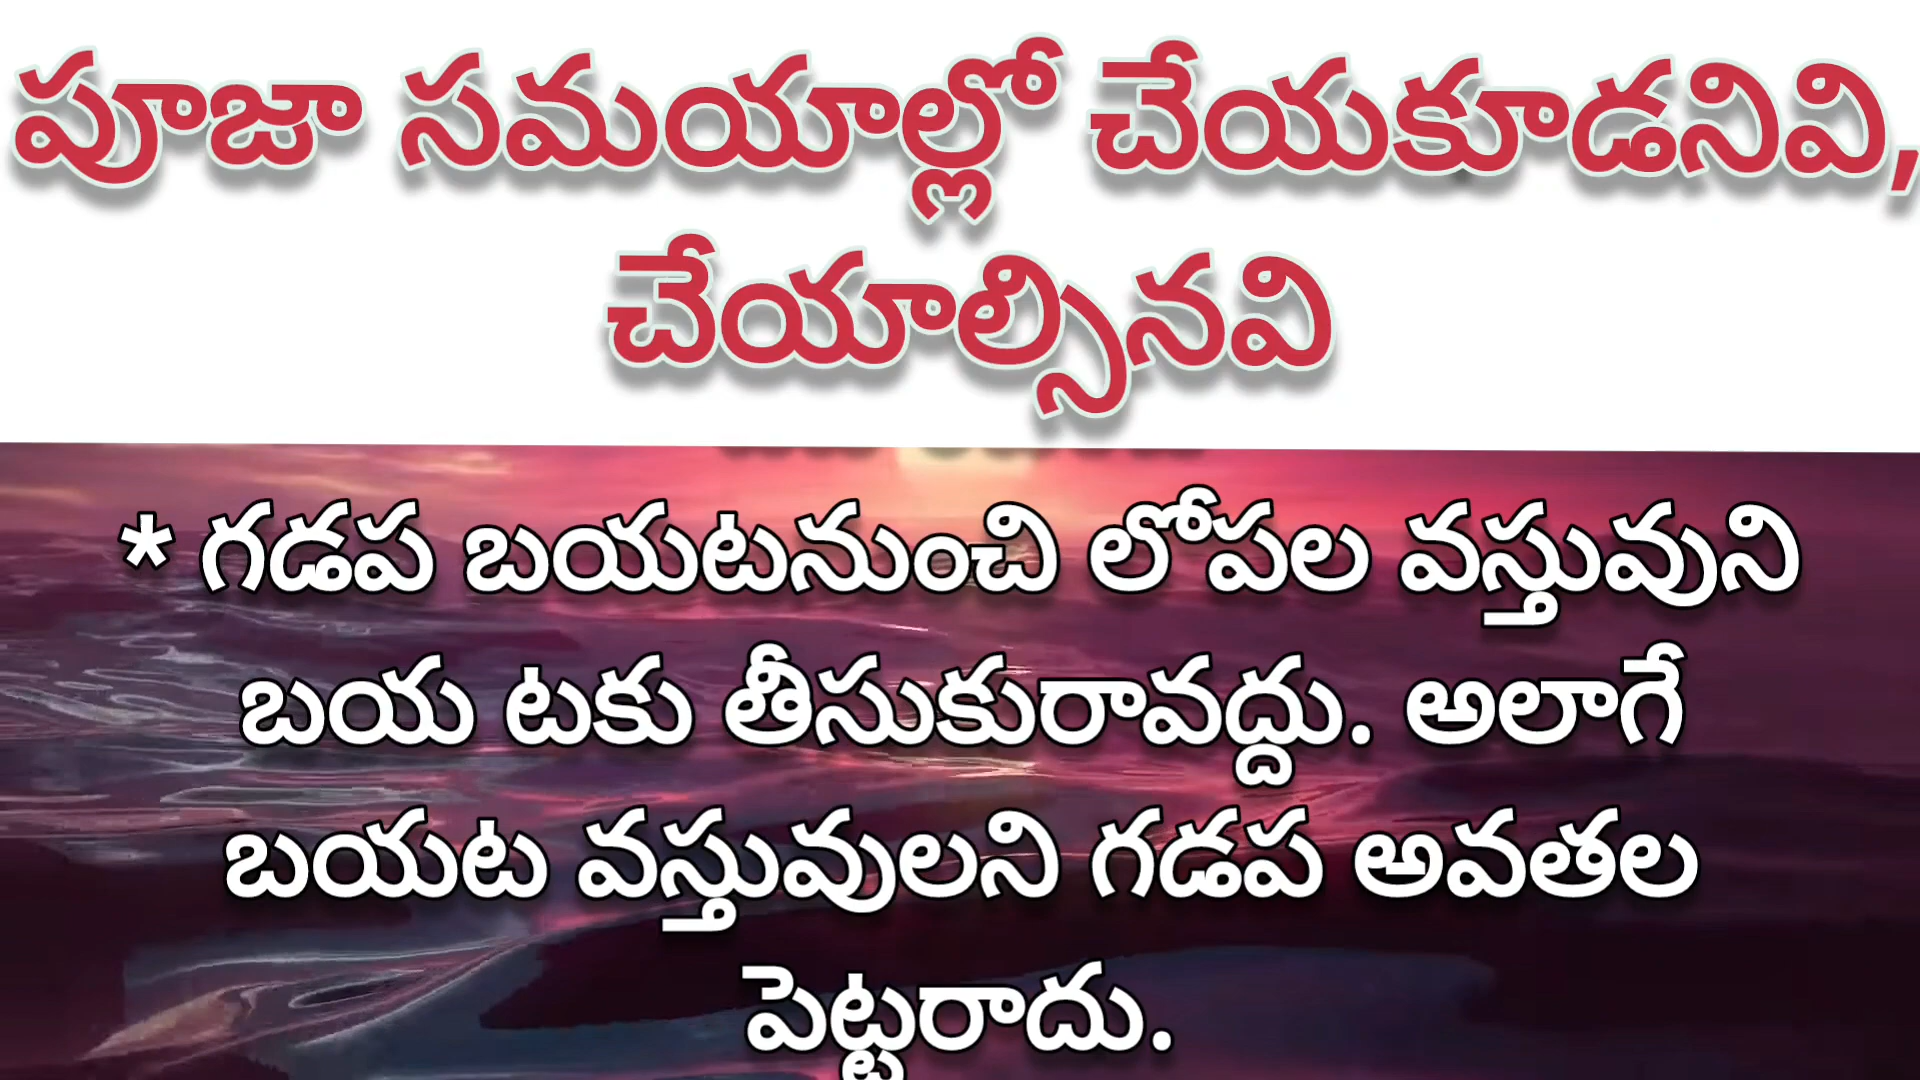 పూజా సమయాల్లో చేయకూడనివి,
చేయాల్సినవి
* గడప బయటనుంచి లోపల వస్తువుని
బయ టకు తీసుకురావద్దు. అలాగే
బయట వస్తువులని గడప అవతల
పెట్టరాదు.